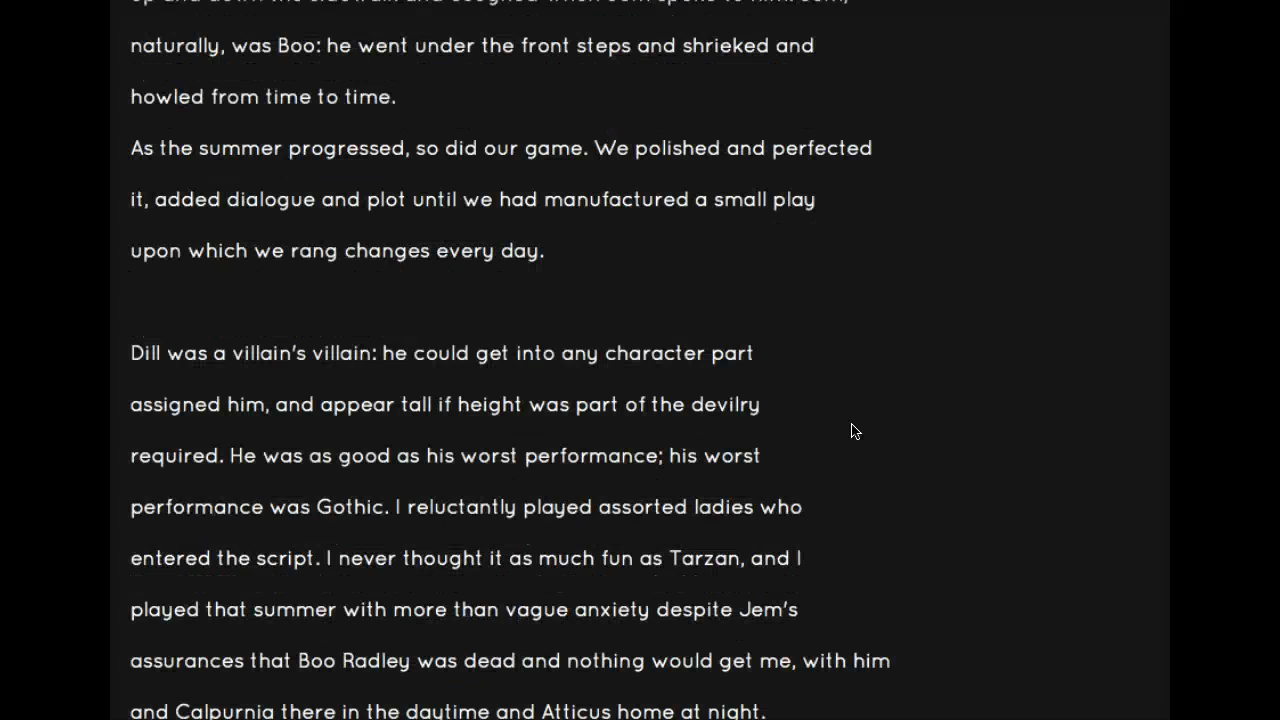 naturally, was Boo: he went under the front steps and shrieked and
howled from time to time.
As the summer progressed, so did our game. We polished and perfected
it, added dialogue and plot until we had manufactured a small play
upon which we rang changes every day.
Dill was a villain's villain: he could get into any character part
assigned him, and appear tall if height was part of the devilry
required. He was as good as his worst performance; his worst
performance was Gothic. I reluctantly played assorted ladies who
entered the script. I never thought it as much fun as Tarzan, and I
played that summer with more than vague anxiety despite Jem's
assurances that Boo Radley was dead and nothing would get me, with him
and Calpurnia there in the daytime and Atticus home at night.